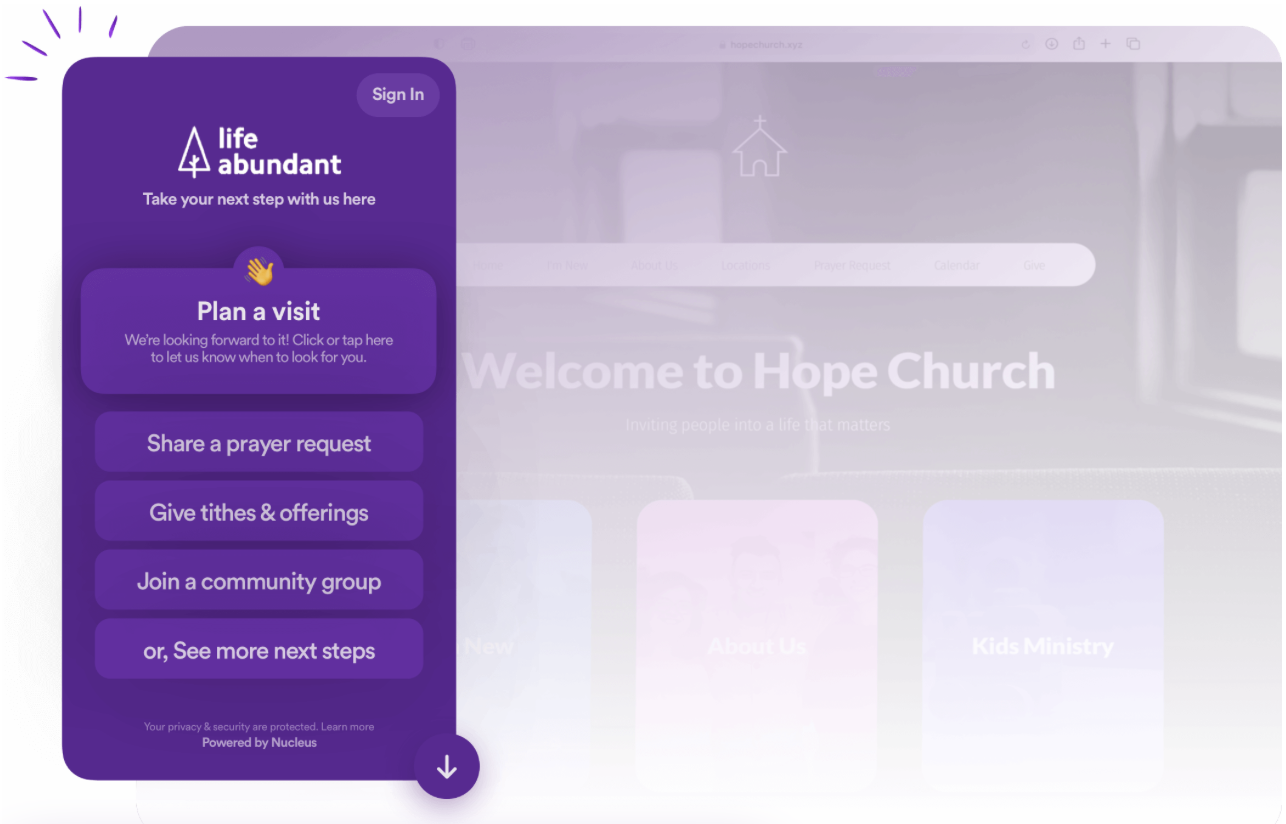 hopechurch.xyz
Sign In
life
abundant
Take your next step with us here
Plan a visit
We're looking forward to it! Click or tap here
to let us know when to look for you.
Share a prayer request
Give tithes & offerings
Join a community group
or, See more next steps
Your privacy & security are protected. Learn more
Powered by Nucleus
Home I'm New About Us Locations Prayer Request Calendar Give
Welcome to Hope Church
Inviting people into a life that matters
New
About Us
Kids Ministry